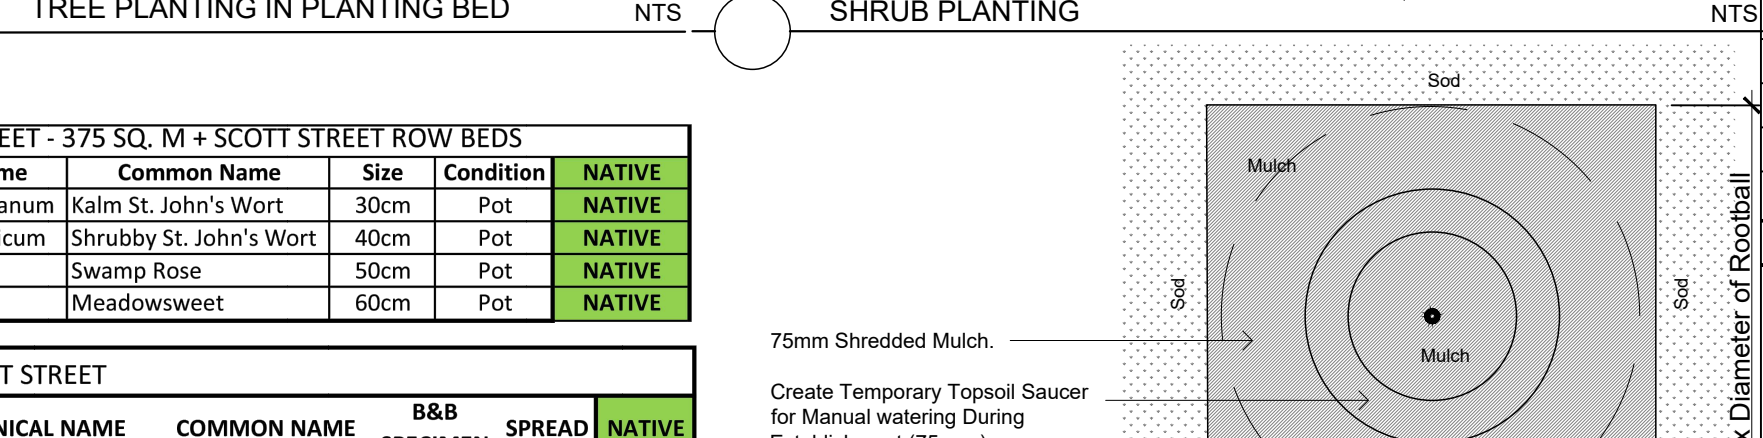 TREE PLANTING IN PLANTING BED NTS
SHRUB PLANTING NTS
EET - 375 SQ. M + SCOTT STREET ROW BEDS
me Common Name Size Condition NATIVE
anum Kalm St. John's Wort 30cm Pot NATIVE
icum Shrubby St. John's Wort 40cm Pot NATIVE
Swamp Rose 50cm Pot NATIVE
Meadowsweet 60cm Pot NATIVE
T STREET
NICAL NAME COMMON NAME B&B SPREAD NATIVE
Sod
Mulch
Sod
Sod
Mulch
75mm Shredded Mulch.
Create Temporary Topsoil Saucer
for Manual watering During
x Diameter of Rootball